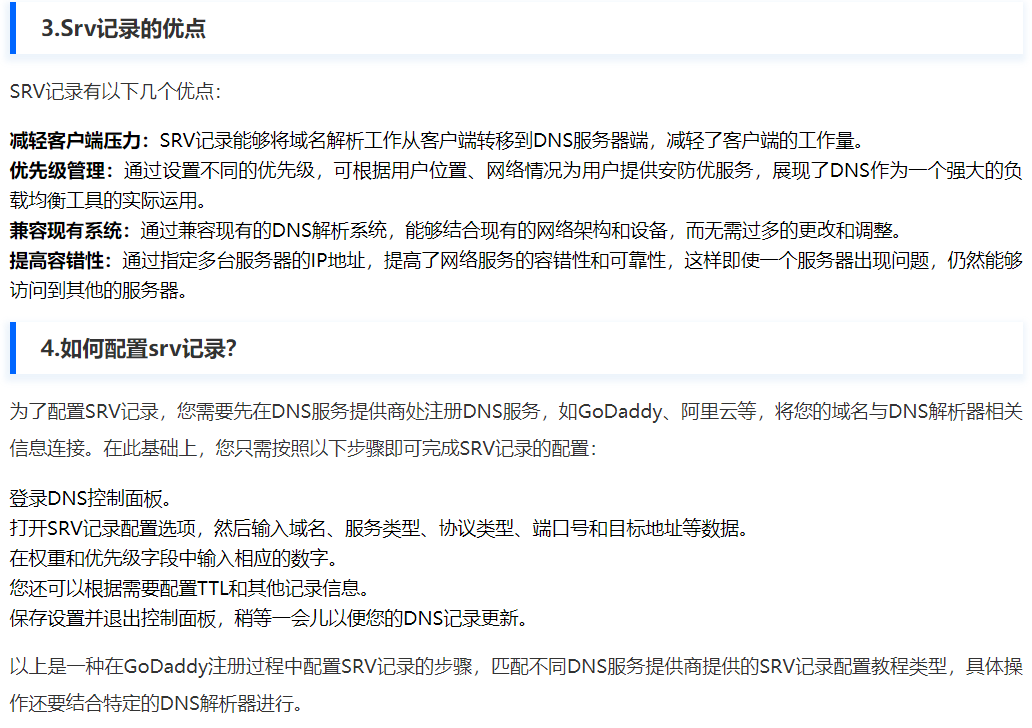 3.Srv记录的优点
SRV记录有以下几个优点：
减轻客户端压力：SRV记录能够将域名解析工作从客户端转移到DNS服务器端，减轻了客户端的工作量。
优先级管理：通过设置不同的优先级，可根据用户位置、网络情况为用户提供安防优服务，展现了DNS作为一个强大的负
载均衡工具的实际运用。
兼容现有系统：通过兼容现有的DNS解析系统，能够结合现有的网络架构和设备，而无需过多的更改和调整。
提高容错性：通过指定多台服务器的IP地址，提高了网络服务的容错性和可靠性，这样即使一个服务器出现问题，仍然能够
访问到其他的服务器。
4.如何配置srv记录？
为了配置SRV记录，您需要先在DNS服务提供商处注册DNS服务，如GoDaddy、阿里云等，将您的域名与DNS解析器相关
信息连接。在此基础上，您只需按照以下步骤即可完成SRV记录的配置：
登录DNS控制面板。
打开SRV记录配置选项，然后输入域名、服务类型、协议类型、端口号和目标地址等数据。
在权重和优先级字段中输入相应的数字。
您还可以根据需要配置TTL和其他记录信息。
保存设置并退出控制面板，稍等一会儿以便您的DNS记录更新。
以上是一种在GoDaddy注册过程中配置SRV记录的步骤，匹配不同DNS服务提供商提供的SRV记录配置教程类型，具体操
作还要结合特定的DNS解析器进行。